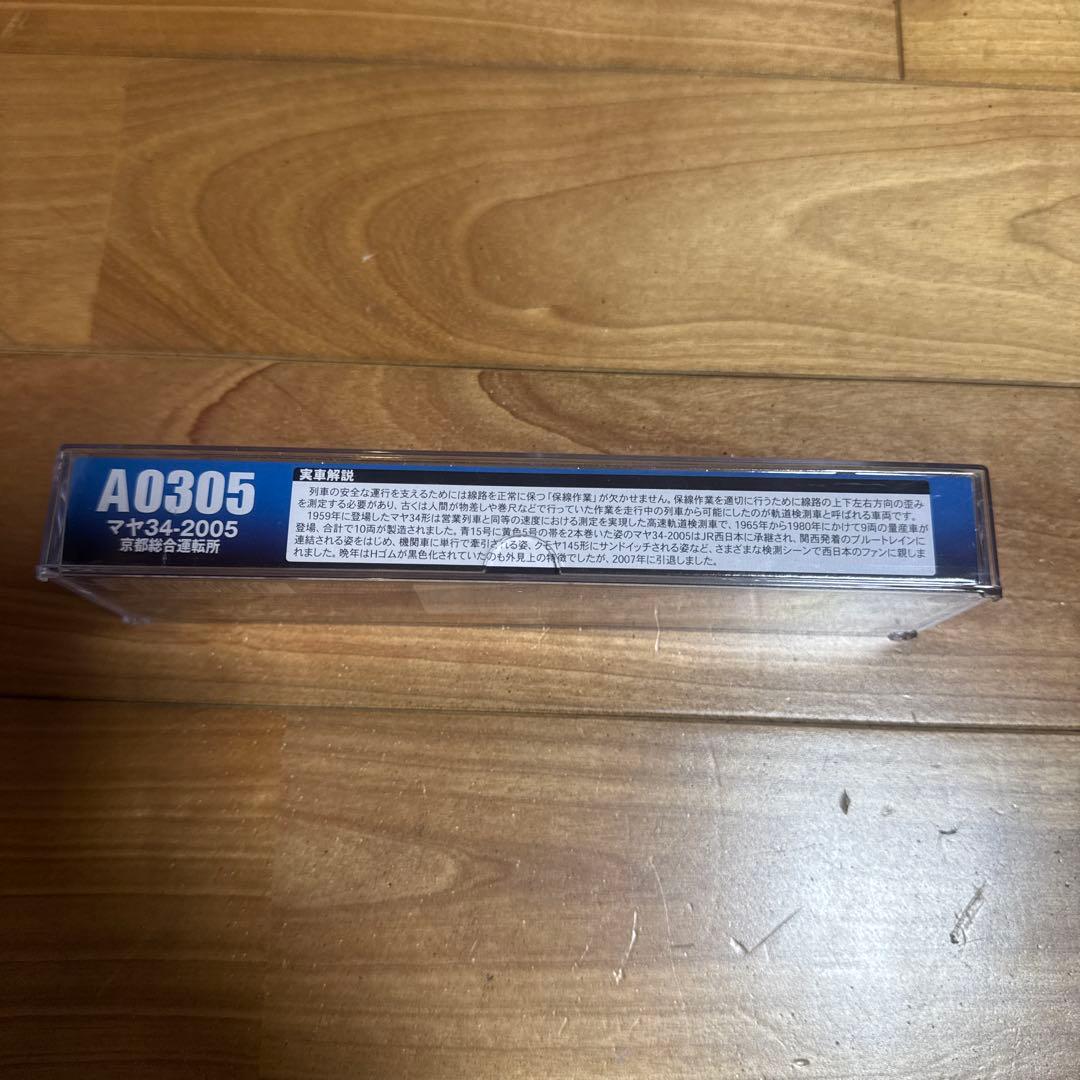 A0305
マヤ34-2005
京都総合運転所
実車解説
列車の安全な運行を支えるためには線路を正常に保つ「保線作業」が欠かせません。保線作業を適切に行うために線路の上下左右方向の歪み
を測定する必要があり、古くは人間が物差しや巻尺などで行っていた作業を走行中の列車から可能にしたのが軌道検測車と呼ばれる車両です。
1959年に登場したマヤ34形は営業列車と同等の速度における測定を実現した高速軌道検測車で、1965年から1980年にかけて9両の量産車が
登場、合計で10両が製造されました。青15号に黄色5号の帯を2本巻いた姿のマヤ34-2005はJR西日本に承継され、関西発着のブルートレインに
連結される姿をはじめ、機関車に単行で牽引される姿、クモヤ145形にサンドイッチされる姿など、さまざまな検測シーンで西日本のファンに親しま
れました。晩年はHゴムが黒色化されていたのも外見上の特徴でしたが、2007年に引退しました。